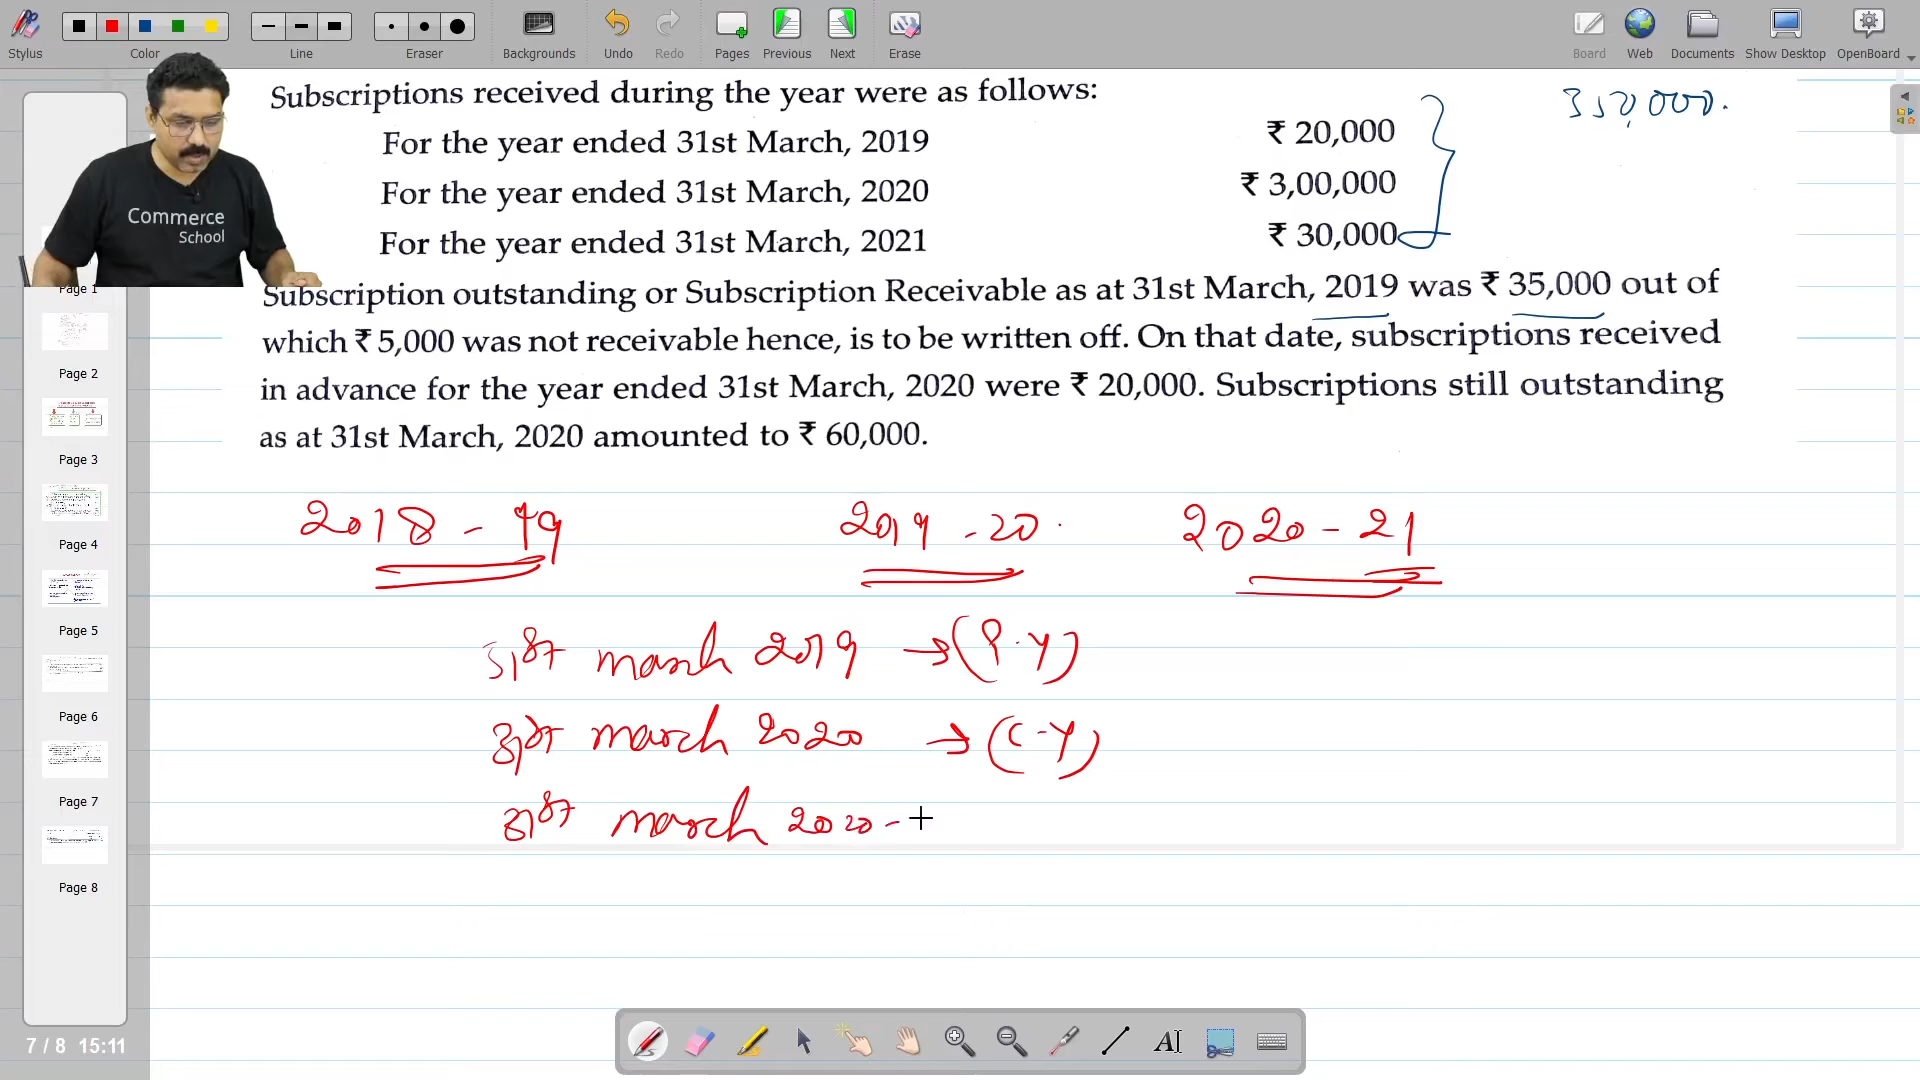 Stylus Color Line Eraser Backgrounds Undo Redo Pages Previous Next Erase Board Web Documents Show Desktop OpenBoard
Subscriptions received during the year were as follows:
350,000.
For the year ended 31st March, 2019 ₹ 20,000
For the year ended 31st March, 2020 ₹ 3,00,000
For the year ended 31st March, 2021 ₹ 30,000
Commerce
School
Subscription outstanding or Subscription Receivable as at 31st March, 2019 was ₹ 35,000 out of
which ₹ 5,000 was not receivable hence, is to be written off. On that date, subscriptions received
in advance for the year ended 31st March, 2020 were ₹ 20,000. Subscriptions still outstanding
as at 31st March, 2020 amounted to ₹ 60,000.
2018 - 19 2019 - 20 2020 - 21
31st march 2019 → (P.Y)
31st march 2020 → (C-Y)
31st march 2020 -
Page 1
Page 2
Page 3
Page 4
Page 5
Page 6
Page 7
Page 8
7 / 8 15:11